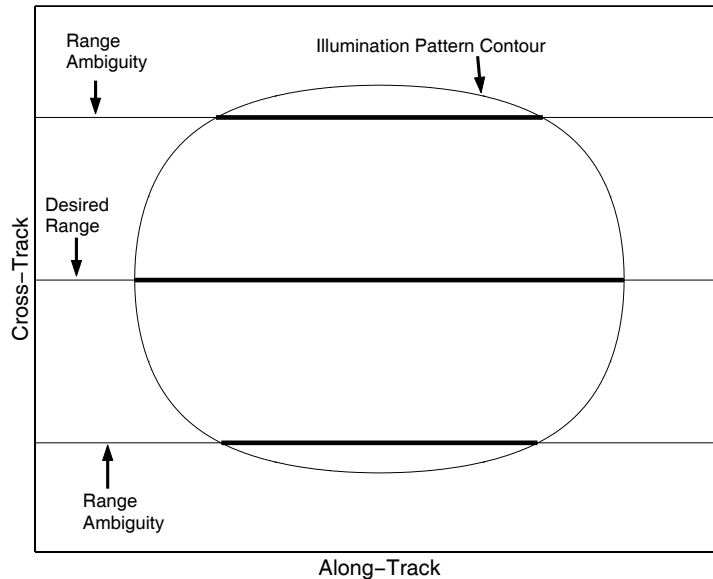 Range
Ambiguity
Illumination Pattern Contour
Desired
Range
Cross−Track
Range
Ambiguity
Along−Track